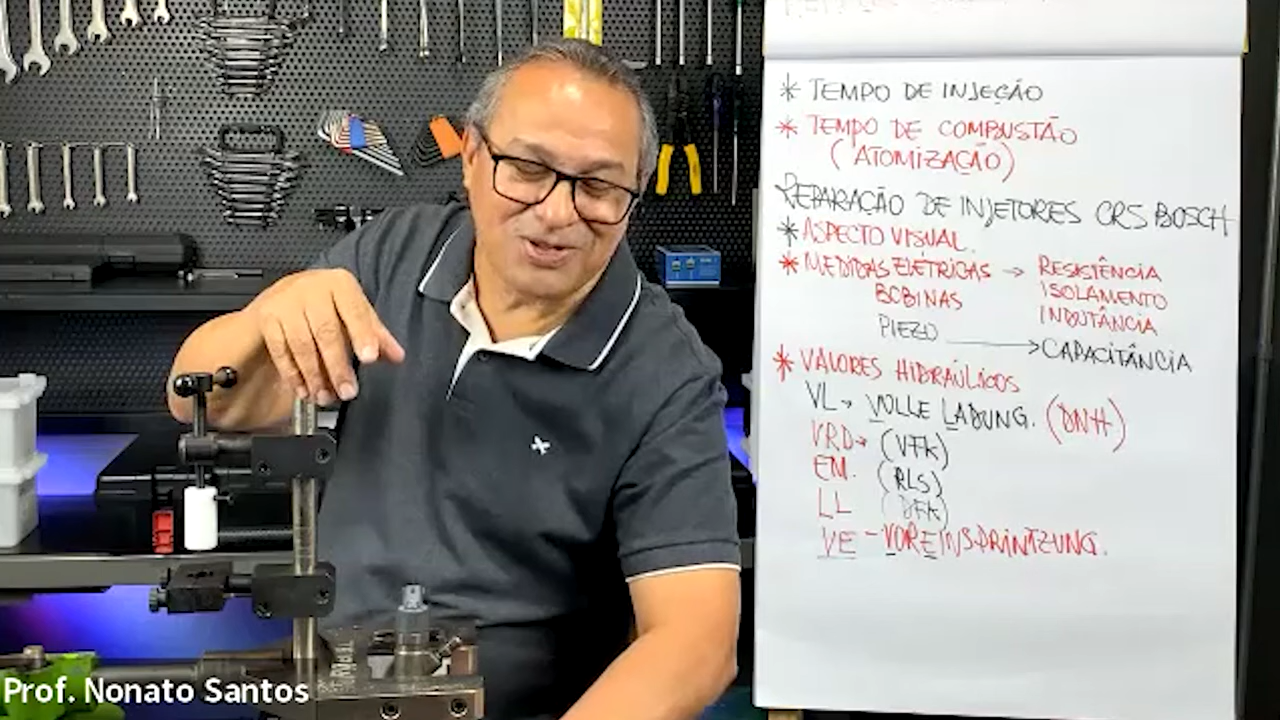 * TEMPO DE INJEÇÃO
* TEMPO DE COMBUSTÃO
(ATOMIZAÇÃO)
REPARAÇÃO DE INJETORES CRS BOSCH
* ASPECTO VISUAL.
* MEDIDAS ELÉTRICAS → RESISTÊNCIA
BOBINAS ISOLAMENTO
INDUTÂNCIA
PIEZO → CAPACITÂNCIA
* VALORES HIDRÁULICOS
VL → VOLLE LADUNG. (DNH)
VRD → (VFK)
EM. (RLS)
LL
VE - VOREINSDRINTZUNG.
Prof. Nonato Santos